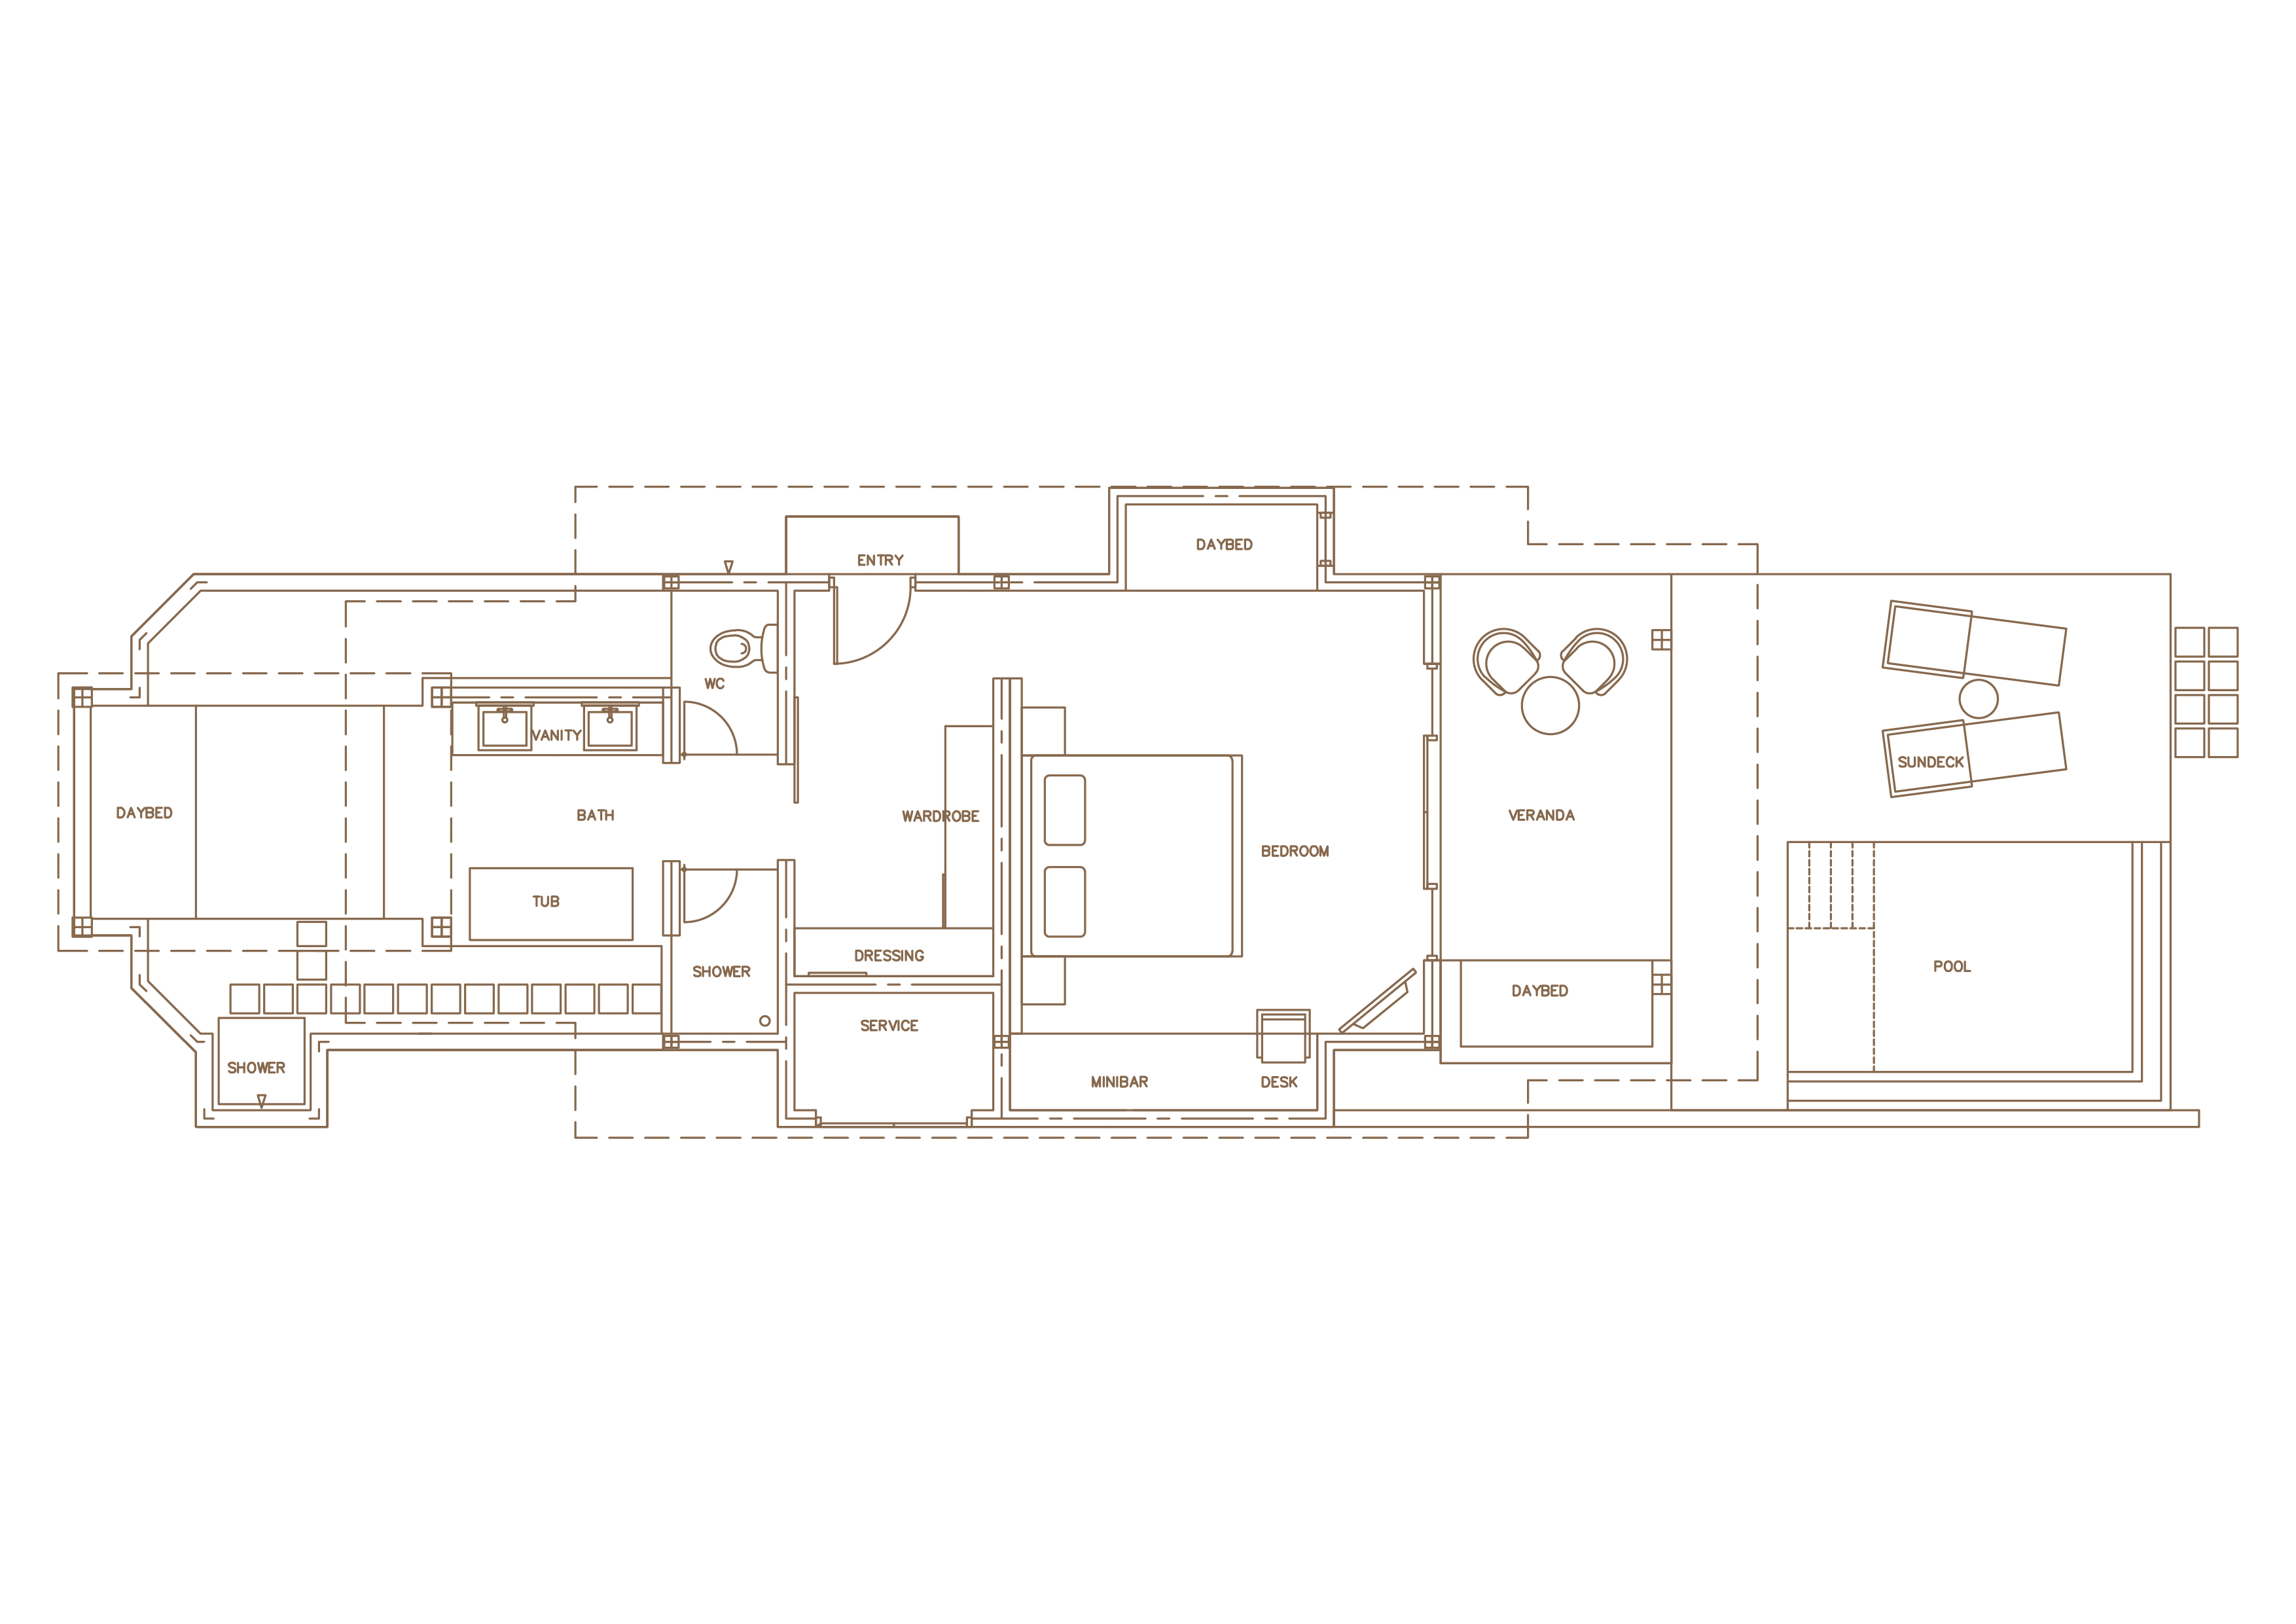 ENTRY
DAYBED
WC
VANITY
SUNDECK
DAYBED
BATH
WARDROBE
VERANDA
BEDROOM
TUB
DRESSING
SHOWER
POOL
DAYBED
SERVICE
SHOWER
MINIBAR
DESK